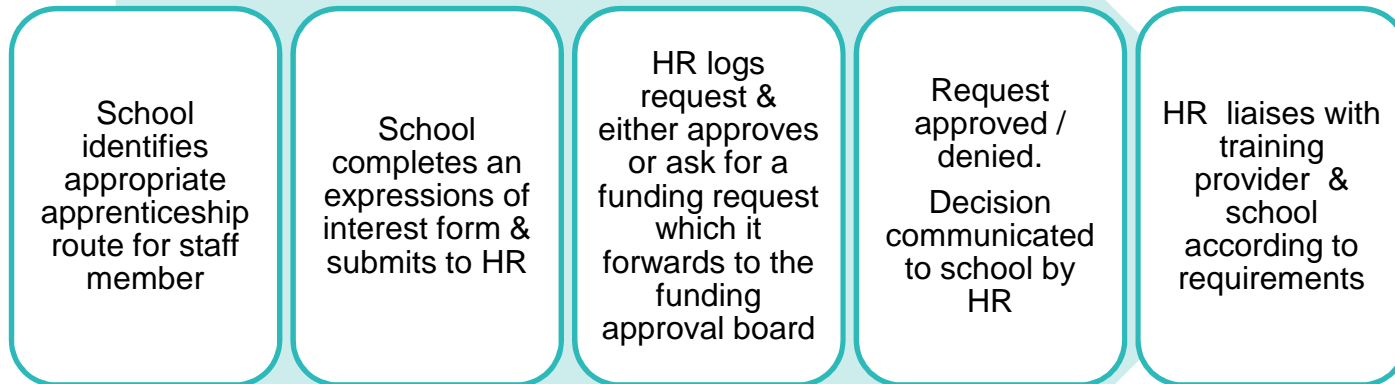 School
identifies
appropriate
apprenticeship
route for staff
member
School
completes an
expressions of
interest form &
submits to HR
HR logs
request &
either approves
or ask for a
funding request
which it
forwards to the
funding
approval board
Request
approved /
denied.
Decision
communicated
to school by
HR
HR liaises with
training
provider &
school
according to
requirements